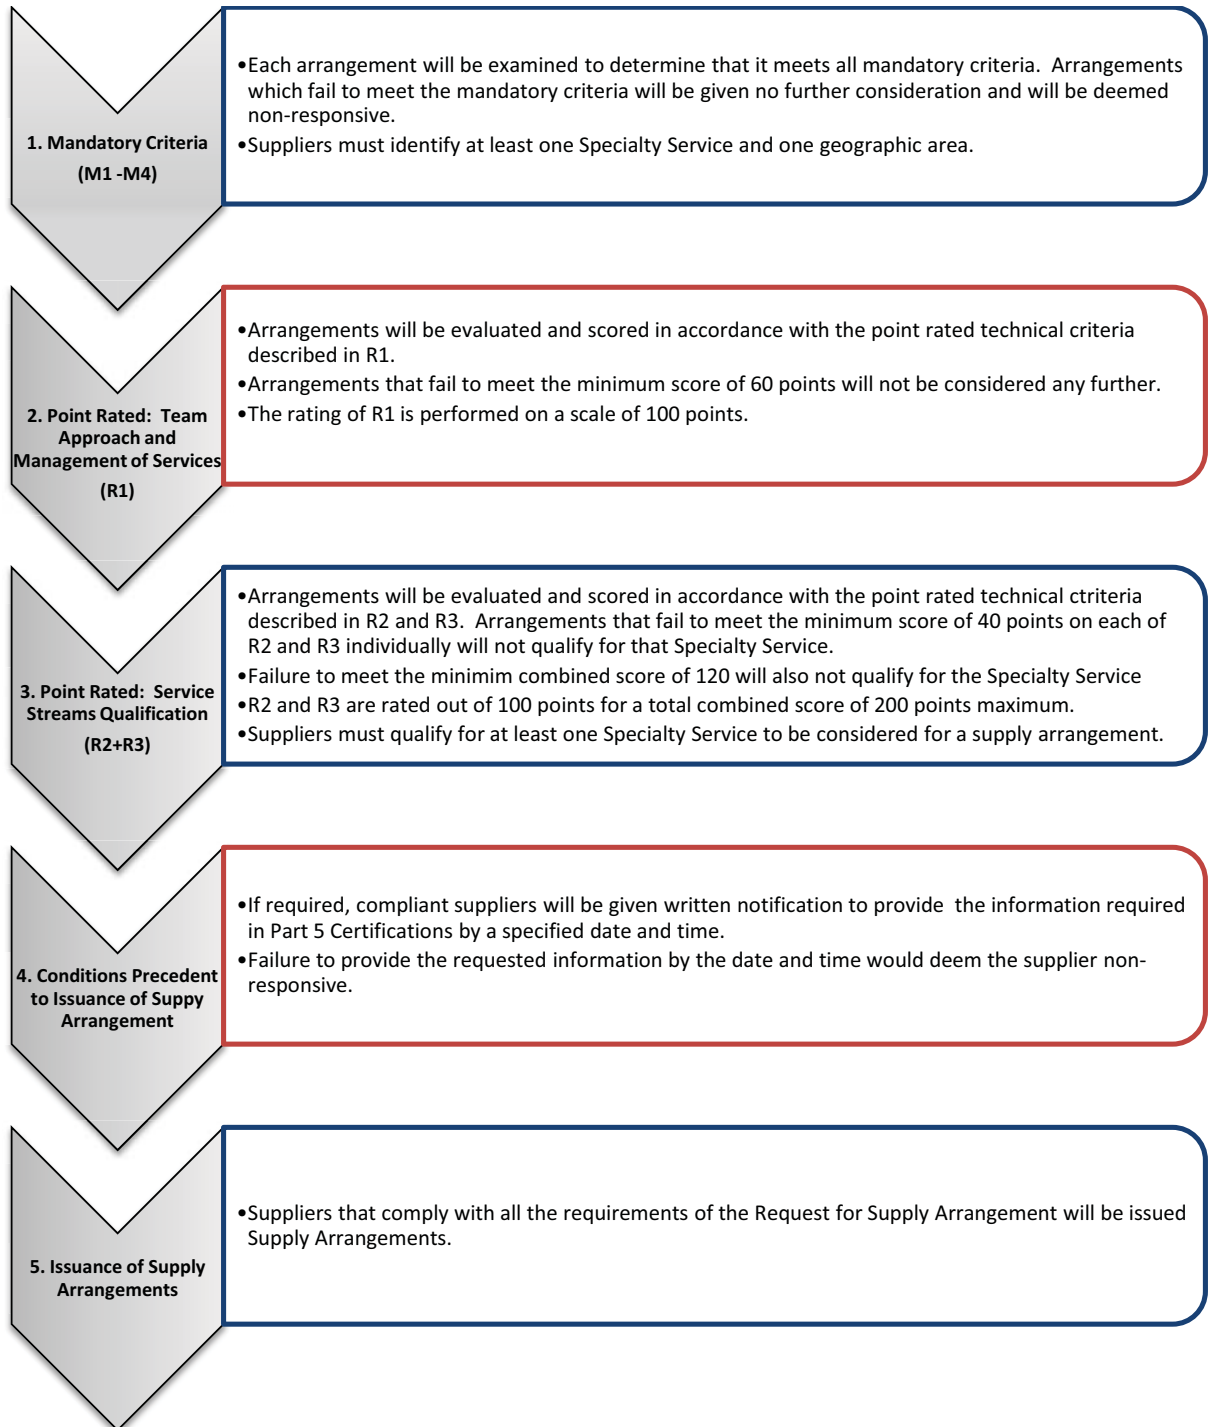 1. Mandatory Criteria
(M1 -M4)
•Each arrangement will be examined to determine that it meets all mandatory criteria.  Arrangements
which fail to meet the mandatory criteria will be given no further consideration and will be deemed
non-responsive.
•Suppliers must identify at least one Specialty Service and one geographic area.
2. Point Rated:  Team
Approach and
Management of Services
(R1)
•Arrangements will be evaluated and scored in accordance with the point rated technical criteria
described in R1.
•Arrangements that fail to meet the minimum score of 60 points will not be considered any further.
•The rating of R1 is performed on a scale of 100 points.
3. Point Rated:  Service
Streams Qualification
(R2+R3)
•Arrangements will be evaluated and scored in accordance with the point rated technical ctriteria
described in R2 and R3.  Arrangements that fail to meet the minimum score of 40 points on each of
R2 and R3 individually will not qualify for that Specialty Service.
•Failure to meet the minimim combined score of 120 will also not qualify for the Specialty Service
•R2 and R3 are rated out of 100 points for a total combined score of 200 points maximum.
•Suppliers must qualify for at least one Specialty Service to be considered for a supply arrangement.
4. Conditions Precedent
to Issuance of Suppy
Arrangement
•If required, compliant suppliers will be given written notification to provide  the information required
in Part 5 Certifications by a specified date and time.
•Failure to provide the requested information by the date and time would deem the supplier non-
responsive.
5. Issuance of Supply
Arrangements
•Suppliers that comply with all the requirements of the Request for Supply Arrangement will be issued
Supply Arrangements.